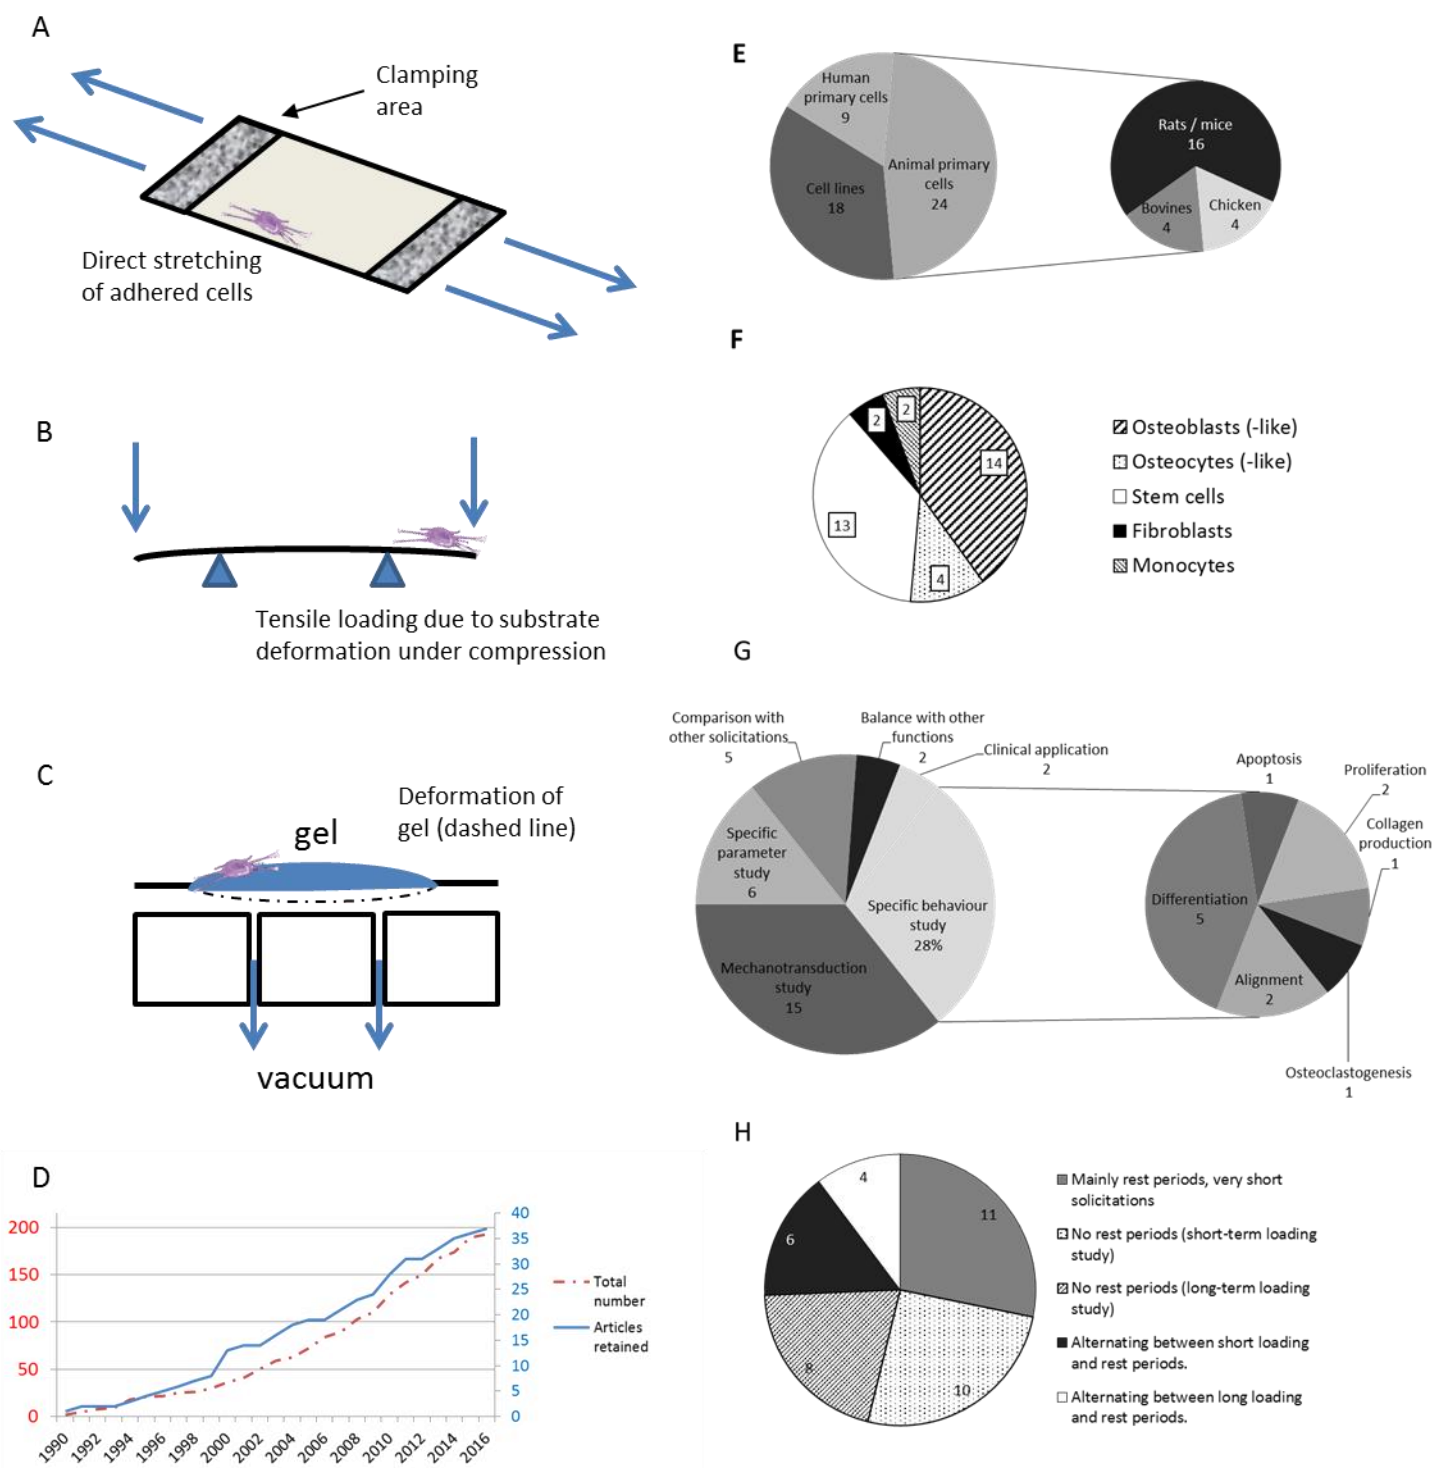 A
Clamping
area
Direct stretching
of adhered cells
B
Tensile loading due to substrate
deformation under compression
C
Deformation of
gel (dashed line)
gel
vacuum
D
200
150
100
50
0
40
35
30
25
20
15
10
5
0
1990
1992
1994
1996
1998
2000
2002
2004
2006
2008
2010
2012
2014
2016
Total
number
Articles
retained
E
Human
primary cells
9
Animal primary
cells
24
Cell lines
18
Rats / mice
16
Bovines
4
Chicken
4
F
2
2
14
13
4
Osteoblasts (-like)
Osteocytes (-like)
Stem cells
Fibroblasts
Monocytes
G
Comparison with
other solicitations
5
Balance with other
functions
2
Clinical application
2
Specific
parameter
study
6
Specific behaviour
study
28%
Mechanotransduction
study
15
Apoptosis
1
Proliferation
2
Collagen
production
1
Differentiation
5
Alignment
2
Osteoclastogenesis
1
H
4
11
6
8
10
Mainly rest periods, very short
solicitations
No rest periods (short-term loading
study)
No rest periods (long-term loading
study)
Alternating between short loading
and rest periods.
Alternating between long loading
and rest periods.